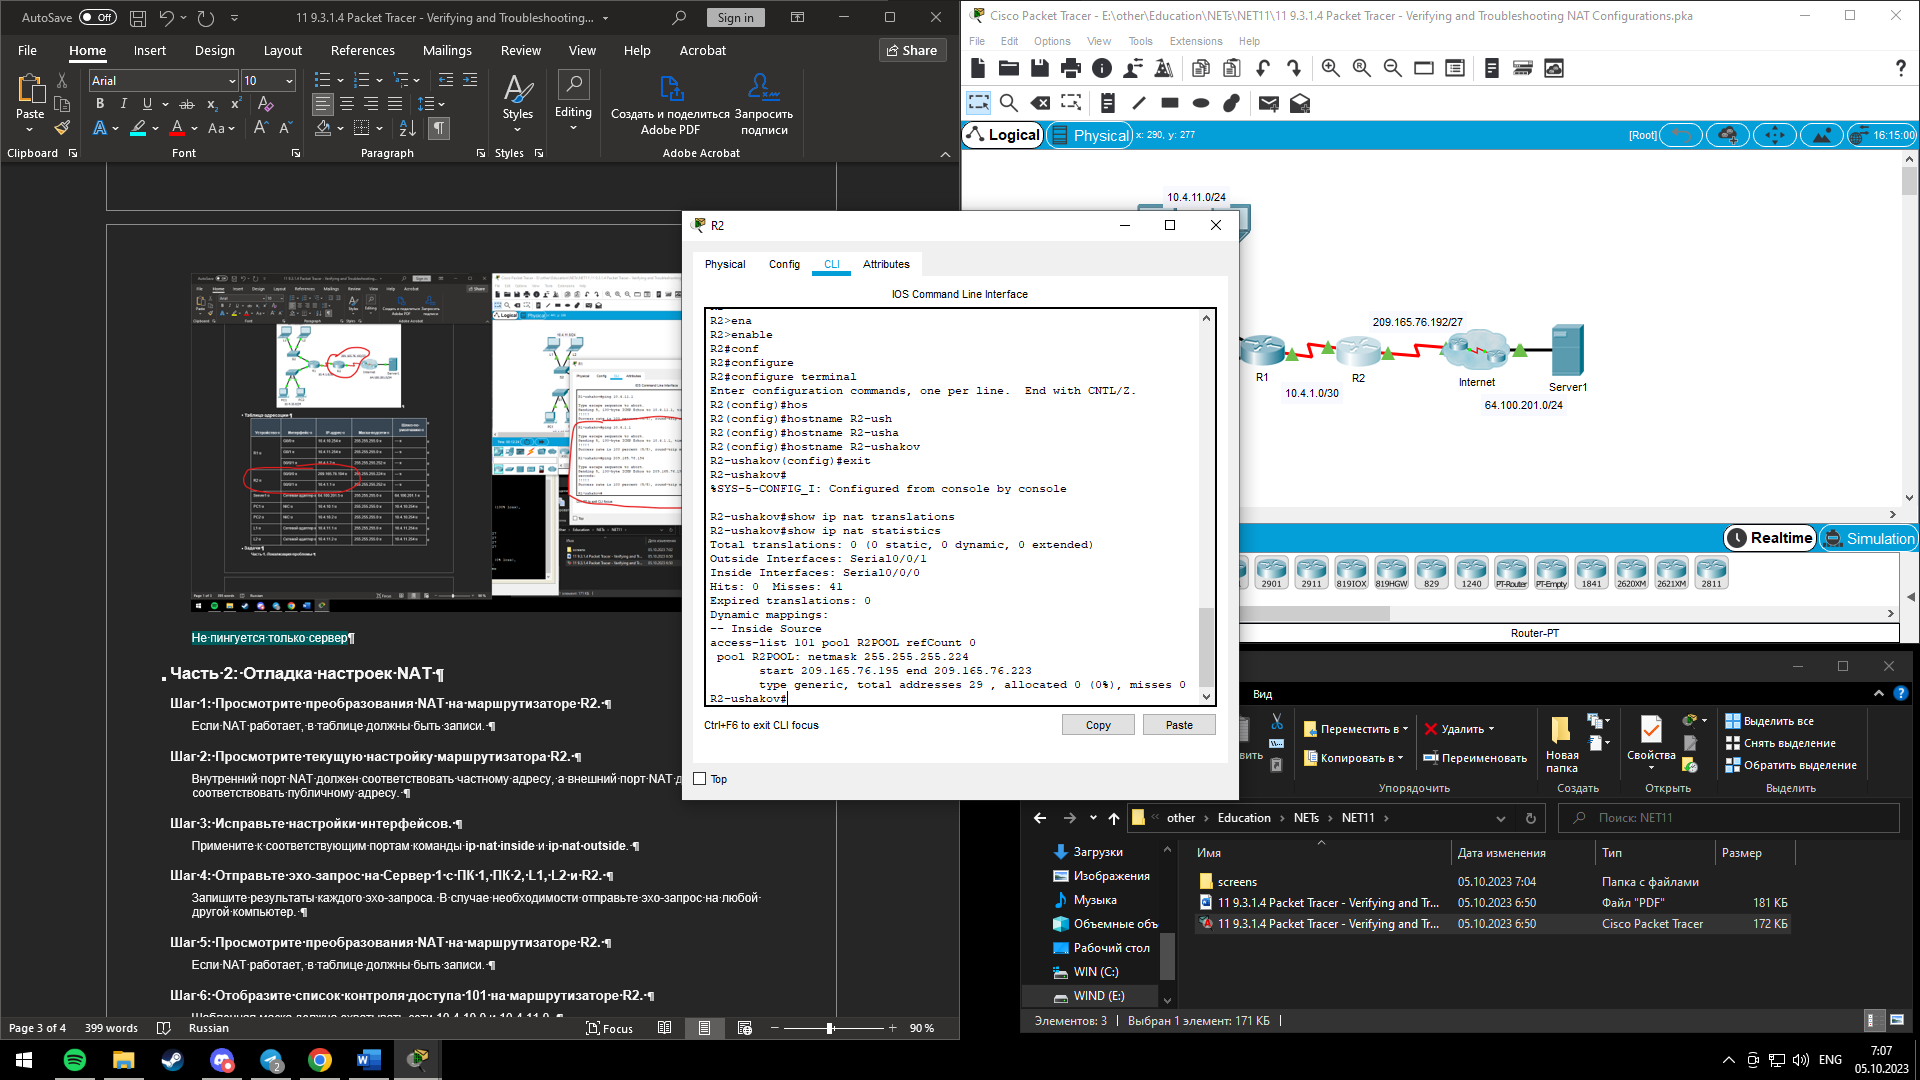 AutoSave Off 11 9.3.1.4 Packet Tracer - Verifying and Troubleshooting... Sign in
File Home Insert Design Layout References Mailings Review View Help Acrobat Share
Paste
Arial 10
B I U ab x₂ x²
A A Aa A A
Styles
Editing
Создать и поделиться Adobe PDF
Запросить подписи
Clipboard Font Paragraph Styles Adobe Acrobat
Не·пингуется·только·сервер¶
Часть·2:·Отладка·настроек·NAT·¶
Шаг·1:·Просмотрите·преобразования·NAT·на·маршрутизаторе·R2.·¶
Если·NAT·работает,·в·таблице·должны·быть·записи.·¶
Шаг·2:·Просмотрите·текущую·настройку·маршрутизатора·R2.·¶
Внутренний·порт·NAT·должен·соответствовать·частному·адресу,·а·внешний·порт·NAT·д
соответствовать·публичному·адресу.·¶
Шаг·3:·Исправьте·настройки·интерфейсов.·¶
Примените·к·соответствующим·портам·команды·ip·nat·inside·и·ip·nat·outside.·¶
Шаг·4:·Отправьте·эхо-запрос·на·Сервер·1·с·ПК·1,·ПК·2,·L1,·L2·и·R2.·¶
Запишите·результаты·каждого·эхо-запроса.·В·случае·необходимости·отправьте·эхо-запрос·на·любой·
другой·компьютер.·¶
Шаг·5:·Просмотрите·преобразования·NAT·на·маршрутизаторе·R2.·¶
Если·NAT·работает,·в·таблице·должны·быть·записи.·¶
Шаг·6:·Отобразите·список·контроля·доступа·101·на·маршрутизаторе·R2.·¶
Page 3 of 4 399 words Russian Focus 90 %
Cisco Packet Tracer - E:\other\Education\NETs\NET11\11 9.3.1.4 Packet Tracer - Verifying and Troubleshooting NAT Configurations.pka
File Edit Options View Tools Extensions Help
Logical Physical x: 290, y: 277 [Root] 16:15:00
10.4.11.0/24
209.165.76.192/27
R1
R2
Internet
Server1
10.4.1.0/30
64.100.201.0/24
Realtime Simulation
2901 2911 819IOX 819HGW 829 1240 PT-Router PT-Empty 1841 2620XM 2621XM 2811
Router-PT
R2
Physical Config CLI Attributes
IOS Command Line Interface
R2>ena
R2>enable
R2#conf
R2#configure
R2#configure terminal
Enter configuration commands, one per line. End with CNTL/Z.
R2(config)#hos
R2(config)#hostname R2-ush
R2(config)#hostname R2-usha
R2(config)#hostname R2-ushakov
R2-ushakov(config)#exit
R2-ushakov#
%SYS-5-CONFIG_I: Configured from console by console
R2-ushakov#show ip nat translations
R2-ushakov#show ip nat statistics
Total translations: 0 (0 static, 0 dynamic, 0 extended)
Outside Interfaces: Serial0/0/1
Inside Interfaces: Serial0/0/0
Hits: 0 Misses: 41
Expired translations: 0
Dynamic mappings:
-- Inside Source
access-list 101 pool R2POOL refCount 0
pool R2POOL: netmask 255.255.255.224
start 209.165.76.195 end 209.165.76.223
type generic, total addresses 29 , allocated 0 (0%), misses 0
R2-ushakov#
Ctrl+F6 to exit CLI focus Copy Paste
Top
Вид
Переместить в
Копировать в
Удалить
Переименовать
Новая папка
Свойства
Выделить все
Снять выделение
Обратить выделение
Упорядочить Создать Открыть Выделить
other Education NETs NET11 Поиск: NET11
Имя Дата изменения Тип Размер
Загрузки
Изображения
Музыка
Объемные объ
Рабочий стол
WIN (C:)
WIND (E:)
screens 05.10.2023 7:04 Папка с файлами
11 9.3.1.4 Packet Tracer - Verifying and Tr... 05.10.2023 6:50 Файл "PDF" 181 КБ
11 9.3.1.4 Packet Tracer - Verifying and Tr... 05.10.2023 6:50 Cisco Packet Tracer 172 КБ
Элементов: 3 Выбран 1 элемент: 171 КБ
2
ENG
7:07
05.10.2023